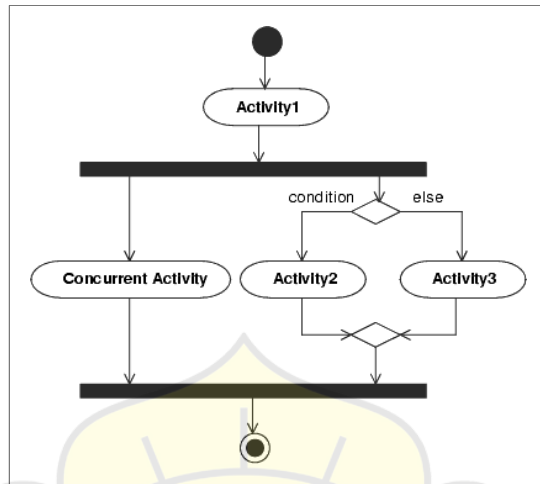 Activity1
condition
else
Concurrent Activity
Activity2
Activity3